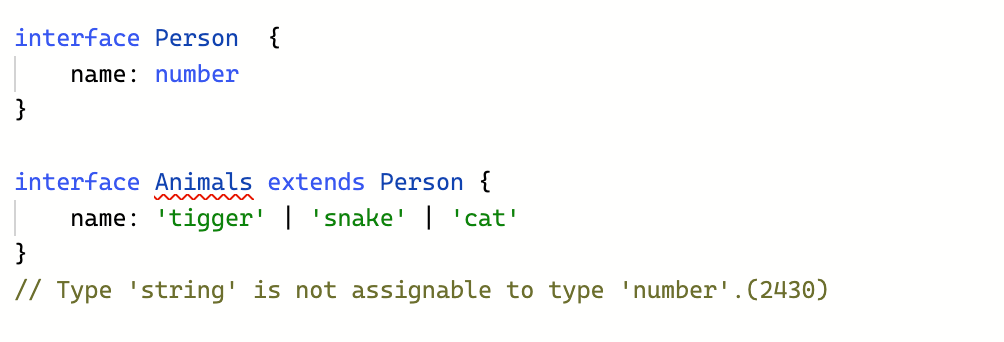 interface Person  {
    name: number
}
interface Animals extends Person {
    name: 'tigger' | 'snake' | 'cat'
}
// Type 'string' is not assignable to type 'number'.(2430)